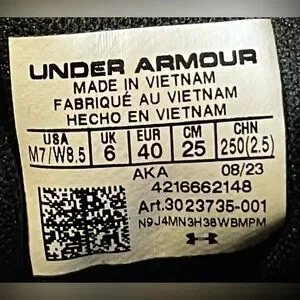 UNDER ARMOUR
MADE IN VIETNAM
FABRIQUÉ AU VIETNAM
HECHO EN VIETNAM
USA UK EUR CM CHN
M7/W8.5 6 40 25 250(2.5)
AKA 08/23
4216662148
Art.3023735-001
N9J4MN3H38WBMPM